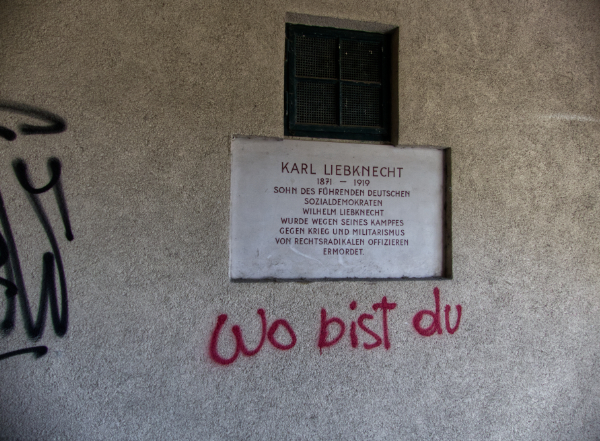 KARL LIEBKNECHT
1871 — 1919
SOHN DES FÜHRENDEN DEUTSCHEN
SOZIALDEMOKRATEN
WILHELM LIEBKNECHT
WURDE WEGEN SEINES KAMPFES
GEGEN KRIEG UND MILITARISMUS
VON RECHTSRADIKALEN OFFIZIEREN
ERMORDET.
Wo bist du